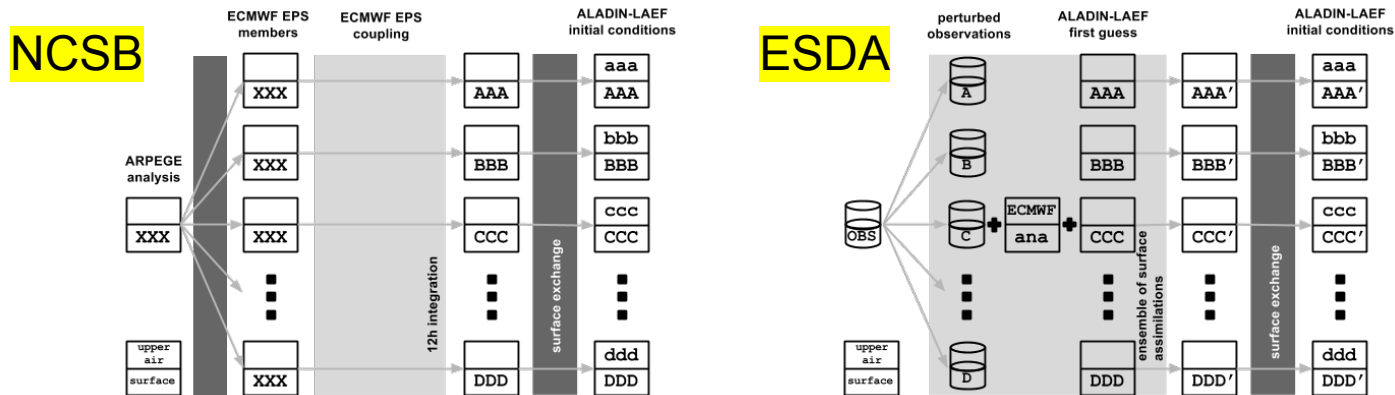 NCSB
ARPEGE
analysis
XXX
upper
air
surface
ECMWF EPS
members
XXX
XXX
XXX
XXX
ECMWF EPS
coupling
12h integration
AAA
BBB
CCC
DDD
surface exchange
ALADIN-LAEF
initial conditions
aaa
AAA
bbb
BBB
ccc
CCC
ddd
DDD
ESDA
OBS
upper
air
surface
perturbed
observations
A
B
C
D
ECMWF
ana
ALADIN-LAEF
first guess
AAA
BBB
CCC
DDD
ensemble of surface
assimilations
AAA'
BBB'
CCC'
DDD'
surface exchange
ALADIN-LAEF
initial conditions
aaa
AAA'
bbb
BBB'
ccc
CCC'
ddd
DDD'